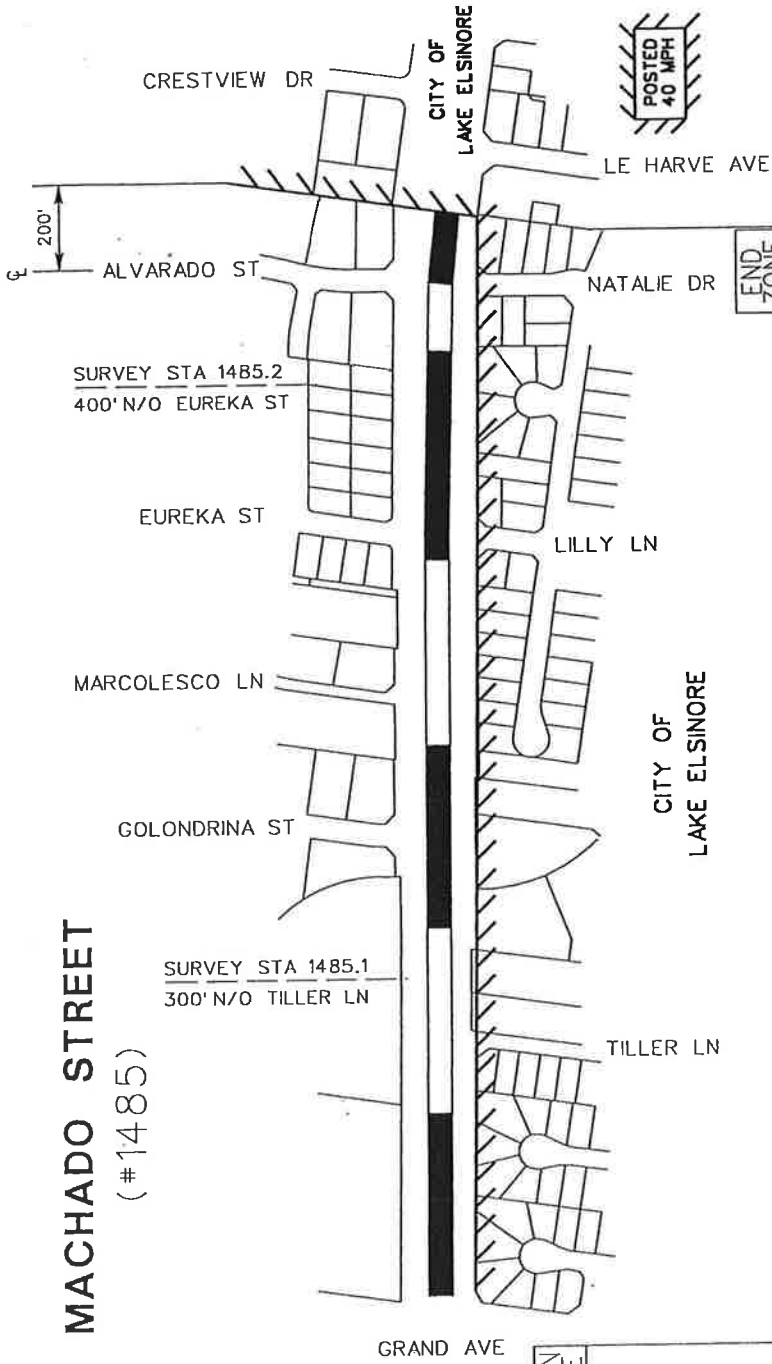 CRESTVIEW DR
CITY OF
LAKE ELSINORE
POSTED
40 MPH
LE HARVE AVE
200'
℄
ALVARADO ST
NATALIE DR
END
ZONE
SURVEY STA 1485.2
400' N/O EUREKA ST
EUREKA ST
LILLY LN
MARCOLESCO LN
CITY OF
LAKE ELSINORE
GOLONDRINA ST
MACHADO STREET
(#1485)
SURVEY STA 1485.1
300' N/O TILLER LN
TILLER LN
GRAND AVE